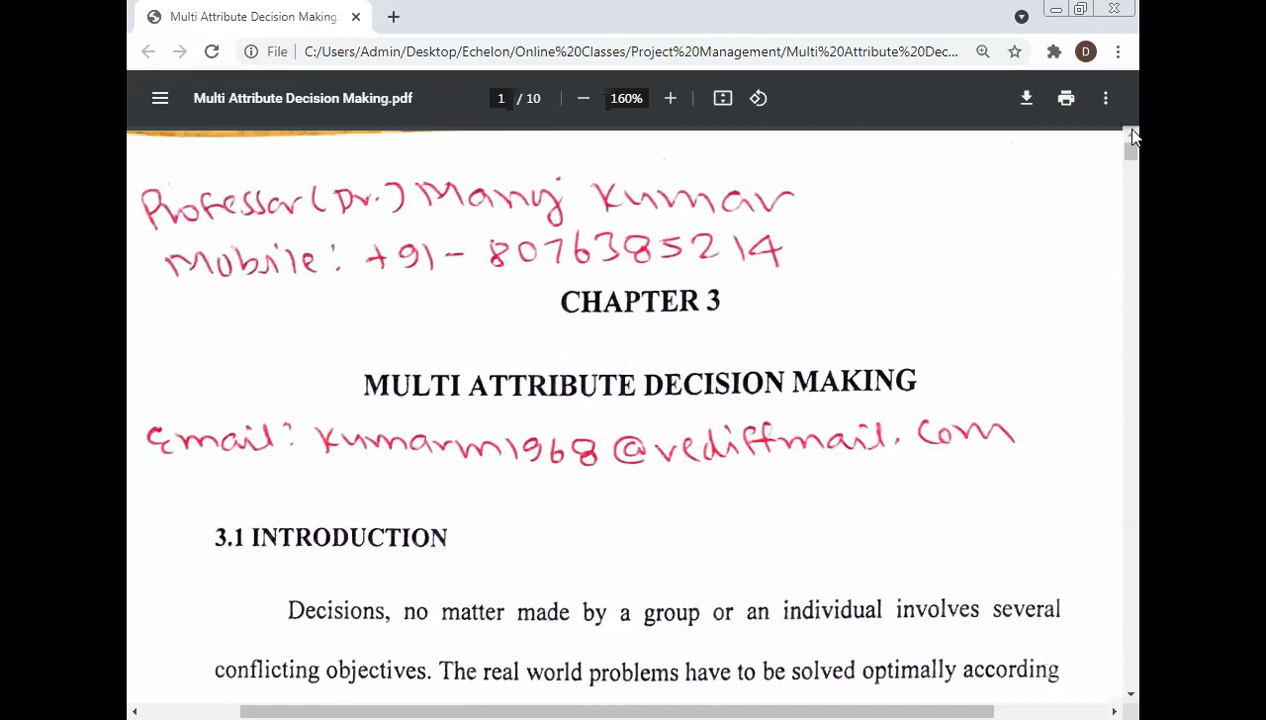 Multi Attribute Decision Making.
File C:/Users/Admin/Desktop/Echelon/Online%20Classes/Project%20Management/Multi%20Attribute%20Dec...
D
Multi Attribute Decision Making.pdf 1 / 10 160%
Professor (Dr.) Manoj Kumar
Mobile: +91-8076385214
CHAPTER 3
MULTI ATTRIBUTE DECISION MAKING
Email: kumarm1968@rediffmail.com
3.1 INTRODUCTION
Decisions, no matter made by a group or an individual involves several
conflicting objectives. The real world problems have to be solved optimally according